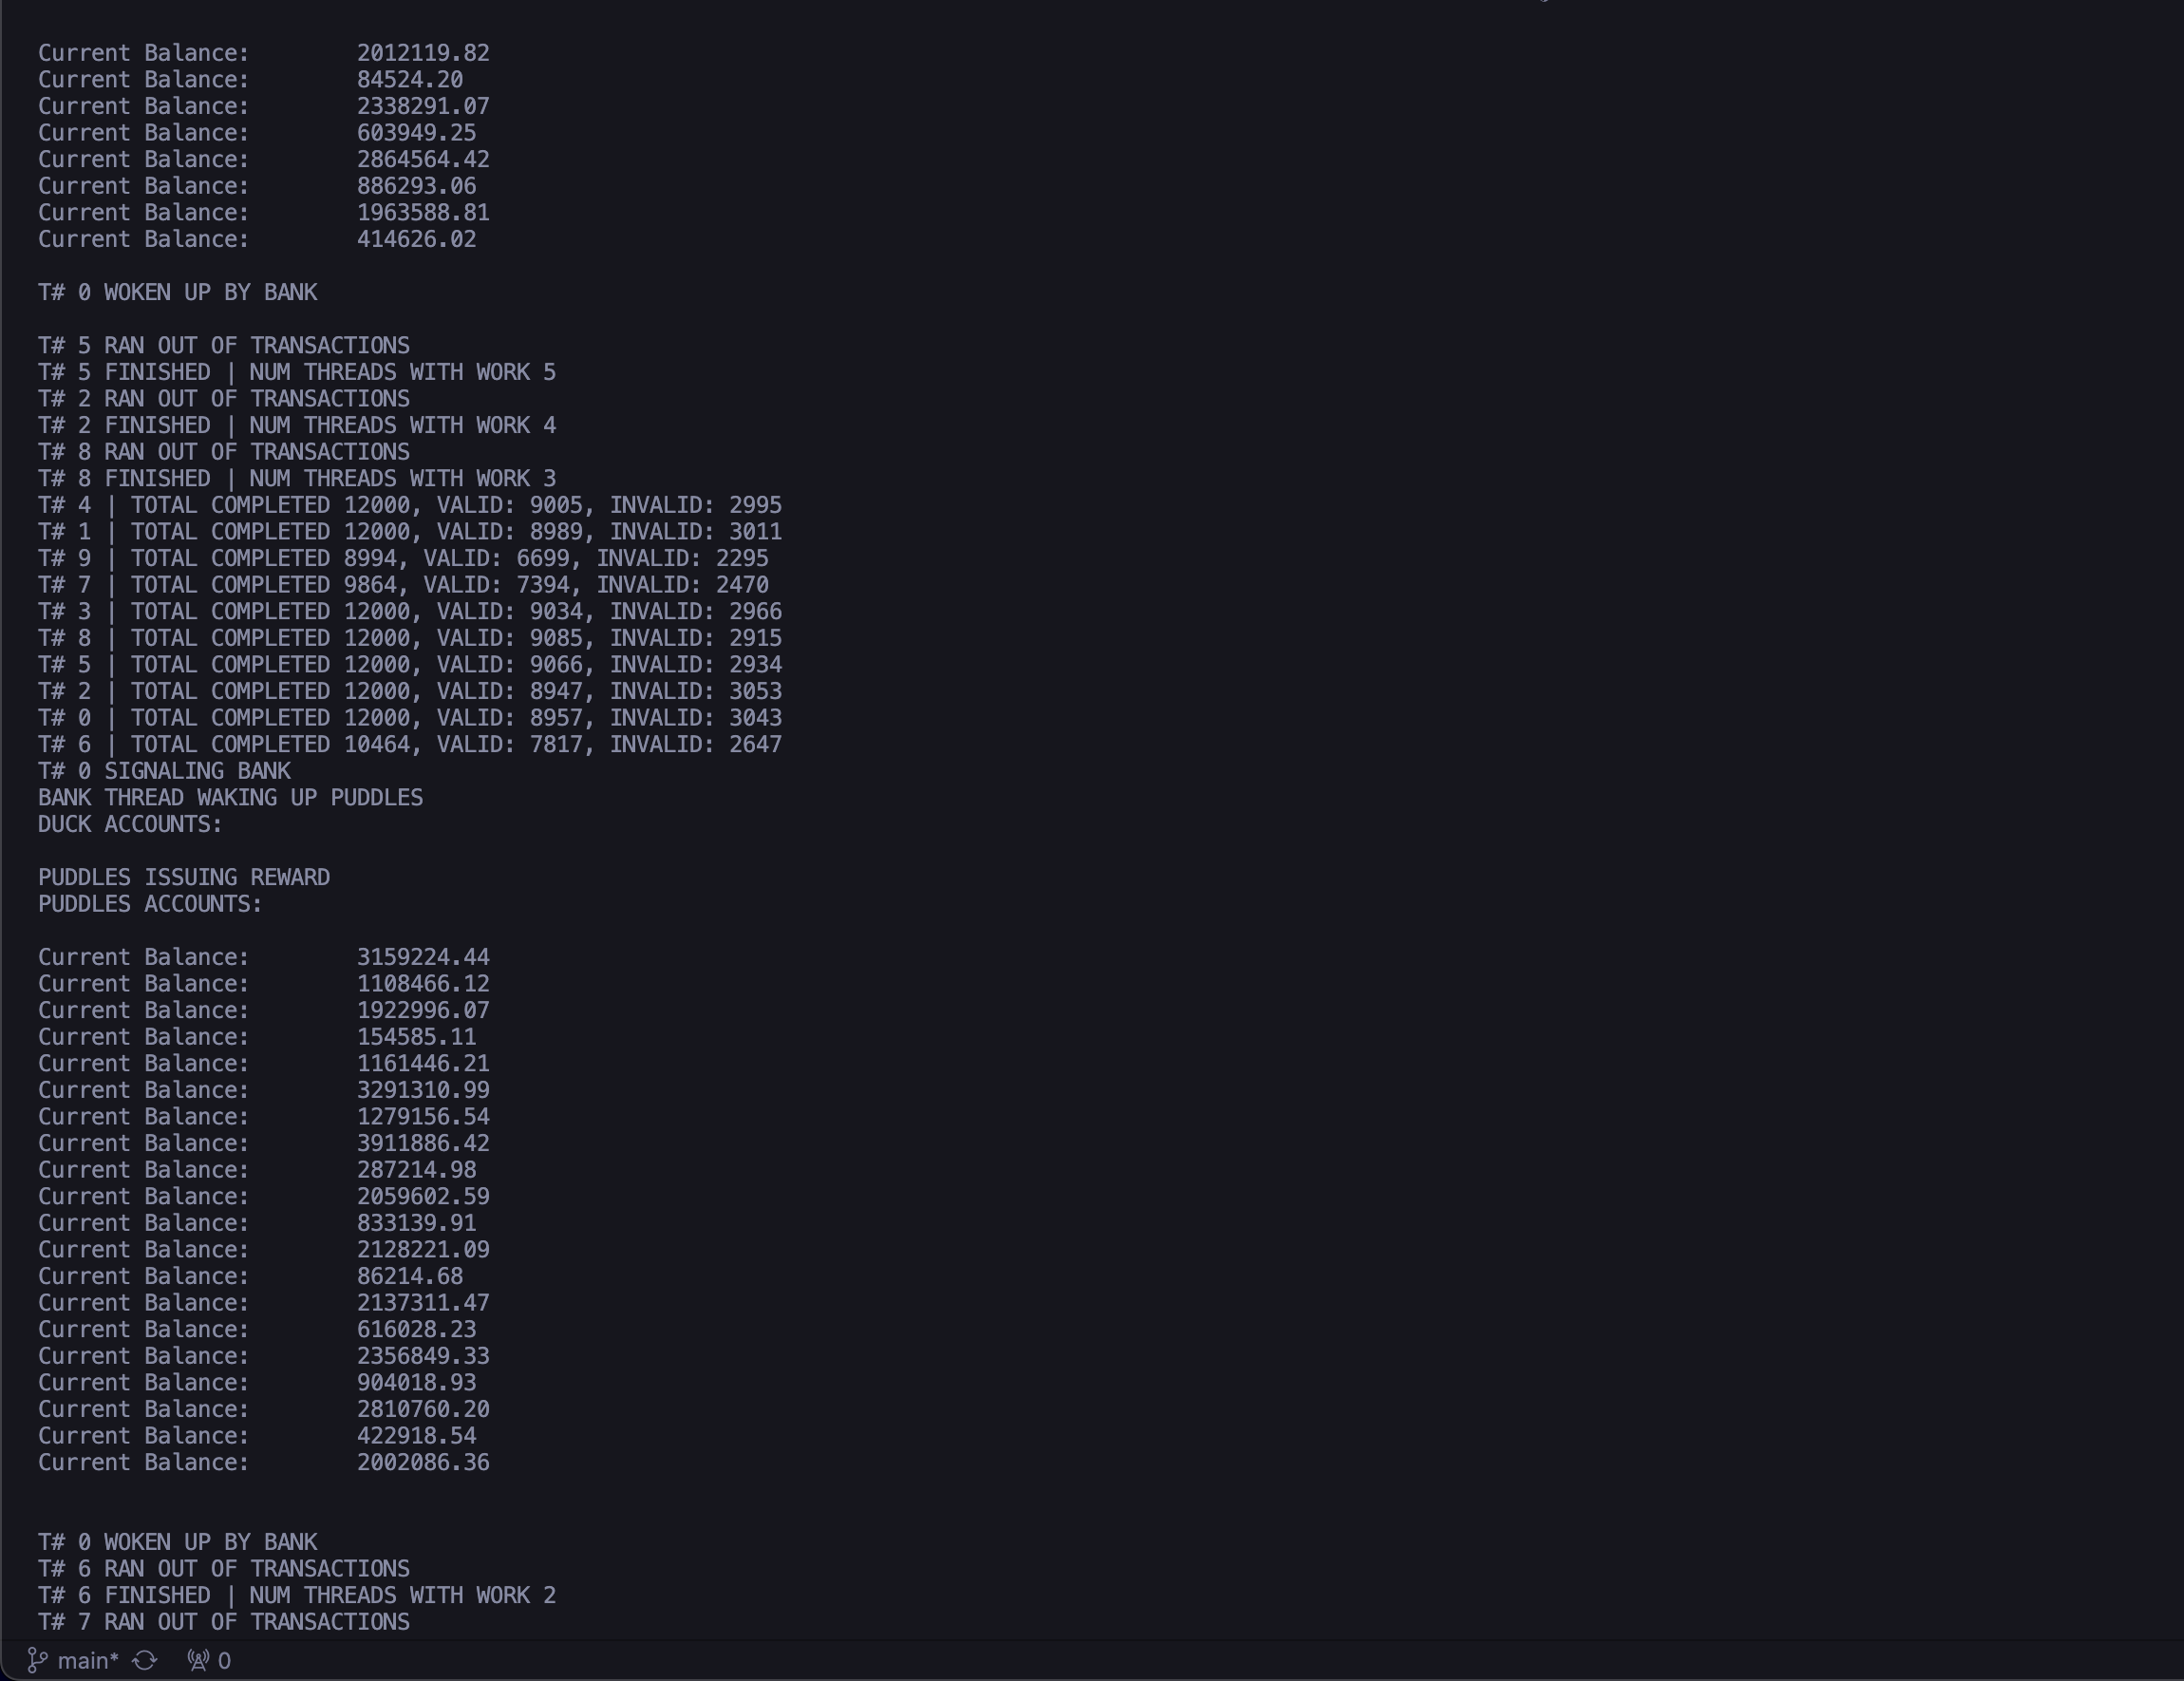 Current Balance:        2012119.82
Current Balance:        84524.20
Current Balance:        2338291.07
Current Balance:        603949.25
Current Balance:        2864564.42
Current Balance:        886293.06
Current Balance:        1963588.81
Current Balance:        414626.02
T# 0 WOKEN UP BY BANK
T# 5 RAN OUT OF TRANSACTIONS
T# 5 FINISHED | NUM THREADS WITH WORK 5
T# 2 RAN OUT OF TRANSACTIONS
T# 2 FINISHED | NUM THREADS WITH WORK 4
T# 8 RAN OUT OF TRANSACTIONS
T# 8 FINISHED | NUM THREADS WITH WORK 3
T# 4 | TOTAL COMPLETED 12000, VALID: 9005, INVALID: 2995
T# 1 | TOTAL COMPLETED 12000, VALID: 8989, INVALID: 3011
T# 9 | TOTAL COMPLETED 8994, VALID: 6699, INVALID: 2295
T# 7 | TOTAL COMPLETED 9864, VALID: 7394, INVALID: 2470
T# 3 | TOTAL COMPLETED 12000, VALID: 9034, INVALID: 2966
T# 8 | TOTAL COMPLETED 12000, VALID: 9085, INVALID: 2915
T# 5 | TOTAL COMPLETED 12000, VALID: 9066, INVALID: 2934
T# 2 | TOTAL COMPLETED 12000, VALID: 8947, INVALID: 3053
T# 0 | TOTAL COMPLETED 12000, VALID: 8957, INVALID: 3043
T# 6 | TOTAL COMPLETED 10464, VALID: 7817, INVALID: 2647
T# 0 SIGNALING BANK
BANK THREAD WAKING UP PUDDLES
DUCK ACCOUNTS:
PUDDLES ISSUING REWARD
PUDDLES ACCOUNTS:
Current Balance:        3159224.44
Current Balance:        1108466.12
Current Balance:        1922996.07
Current Balance:        154585.11
Current Balance:        1161446.21
Current Balance:        3291310.99
Current Balance:        1279156.54
Current Balance:        3911886.42
Current Balance:        287214.98
Current Balance:        2059602.59
Current Balance:        833139.91
Current Balance:        2128221.09
Current Balance:        86214.68
Current Balance:        2137311.47
Current Balance:        616028.23
Current Balance:        2356849.33
Current Balance:        904018.93
Current Balance:        2810760.20
Current Balance:        422918.54
Current Balance:        2002086.36
T# 0 WOKEN UP BY BANK
T# 6 RAN OUT OF TRANSACTIONS
T# 6 FINISHED | NUM THREADS WITH WORK 2
T# 7 RAN OUT OF TRANSACTIONS
main* 0